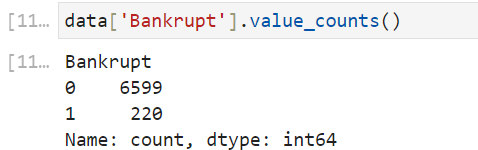 [11… data['Bankrupt'].value_counts()
[11… Bankrupt
0    6599
1     220
Name: count, dtype: int64